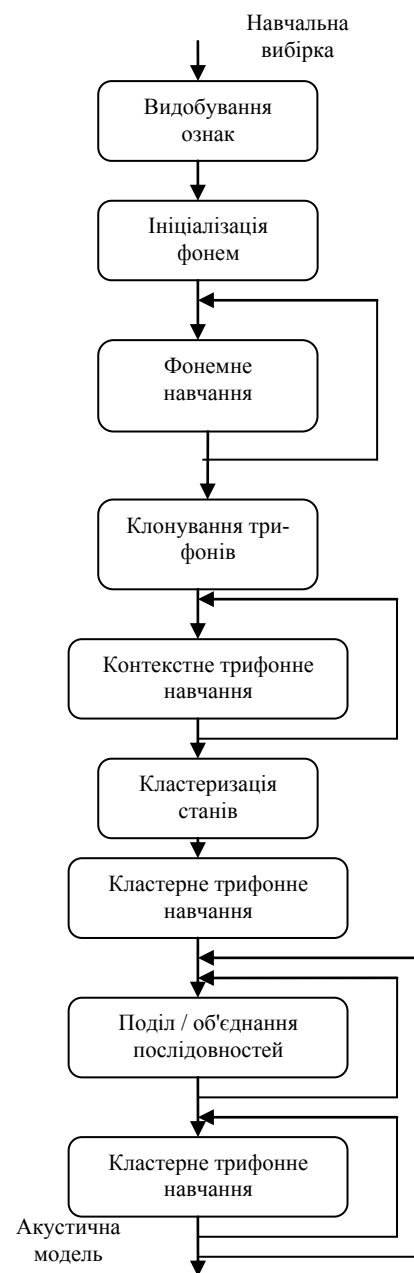 Навчальна
вибірка
Видобування
ознак
Ініціалізація
фонем
Фонемне
навчання
Клонування три-
фонів
Контекстне трифонне
навчання
Кластеризація
станів
Кластерне трифонне
навчання
Поділ / об'єднання
послідовностей
Кластерне трифонне
навчання
Акустична
модель